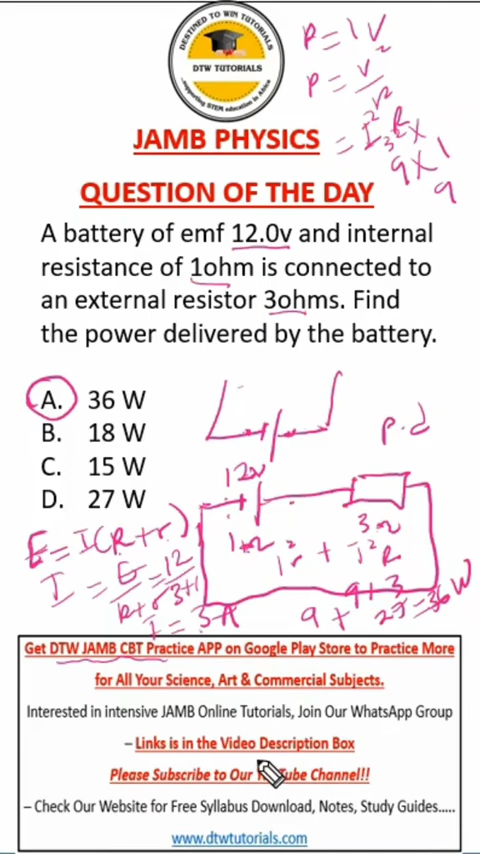 DESTINED TO WIN TUTORIALS
DTW TUTORIALS
...supporting STEM education in Africa
P = IV
P = V²/r
= I²R
3² x
9 x 1
9
JAMB PHYSICS
QUESTION OF THE DAY
A battery of emf 12.0v and internal
resistance of 1ohm is connected to
an external resistor 3ohms. Find
the power delivered by the battery.
A. 36 W
B. 18 W
C. 15 W
D. 27 W
p.d
12v
3Ω
1Ω
E = I(R+r)
I = E/R+r = 12/3+1
I = 3A
I²r + I²R
9 + 3
9 + 27 = 36W
Get DTW JAMB CBT Practice APP on Google Play Store to Practice More
for All Your Science, Art & Commercial Subjects.
Interested in intensive JAMB Online Tutorials, Join Our WhatsApp Group
– Links is in the Video Description Box
Please Subscribe to Our Tube Channel!!
– Check Our Website for Free Syllabus Download, Notes, Study Guides.....
www.dtwtutorials.com